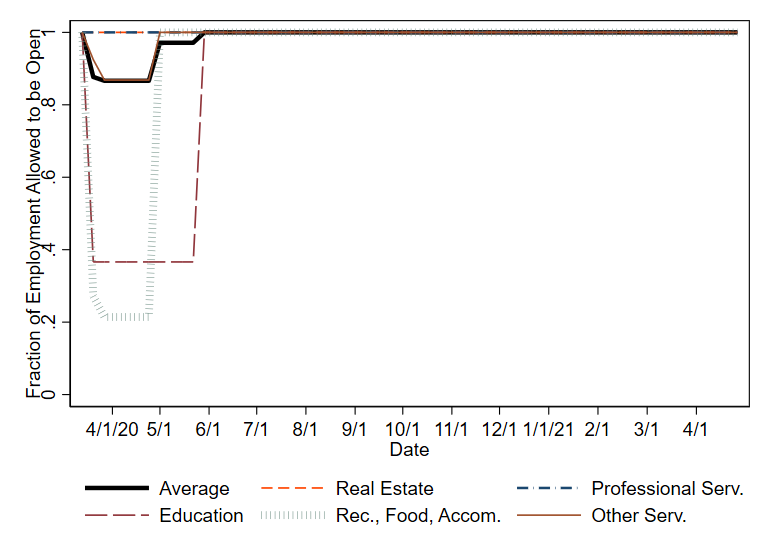 Fraction of Employment Allowed to be Open
1
.8
.6
.4
.2
0
4/1/20 5/1 6/1 7/1 8/1 9/1 10/1 11/1 12/1 1/1/21 2/1 3/1 4/1
Date
Average Real Estate Professional Serv.
Education Rec., Food, Accom. Other Serv.